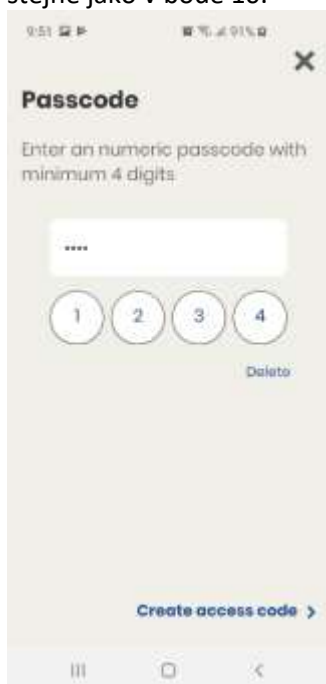 stejně jako v bodě 10.
9:51 91%
Passcode
Enter an numeric passcode with
minimum 4 digits
••••
1 2 3 4
Delete
Create access code >